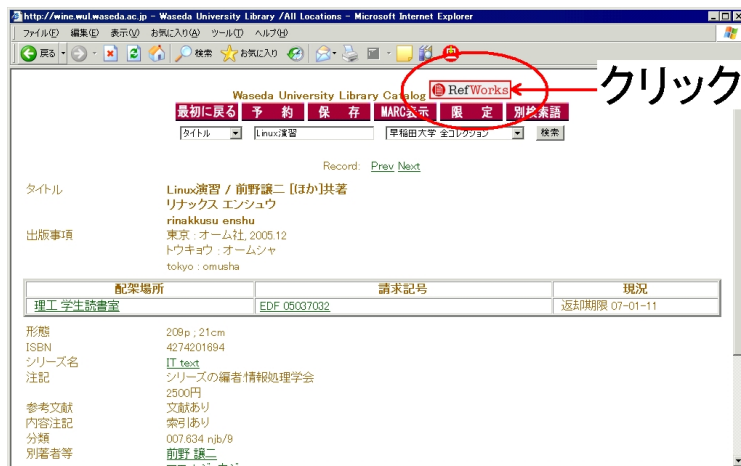 http://wine.wul.waseda.ac.jp - Waseda University Library /All Locations - Microsoft Internet Explorer
ファイル(F) 編集(E) 表示(V) お気に入り(A) ツール(T) ヘルプ(H)
戻る 検索 お気に入り
Waseda University Library Catalog RefWorks クリック
最初に戻る 予 約 保 存 MARC表示 限 定 別検索語
タイトル Linux演習 早稲田大学 全コレクション 検索
Record: Prev Next
タイトル Linux演習 / 前野譲二 [ほか]共著
リナックス エンシュウ
rinakkusu enshu
出版事項 東京 : オーム社, 2005.12
トウキョウ : オームシャ
tokyo : omusha
配架場所 請求記号 現況
理工 学生読書室 EDF 05037032 返却期限 07-01-11
形態 209p ; 21cm
ISBN 4274201694
シリーズ名 IT text
注記 シリーズの編者:情報処理学会
2500円
参考文献 文献あり
内容注記 索引あり
分類 007.634 njb/9
別著者等 前野 譲二